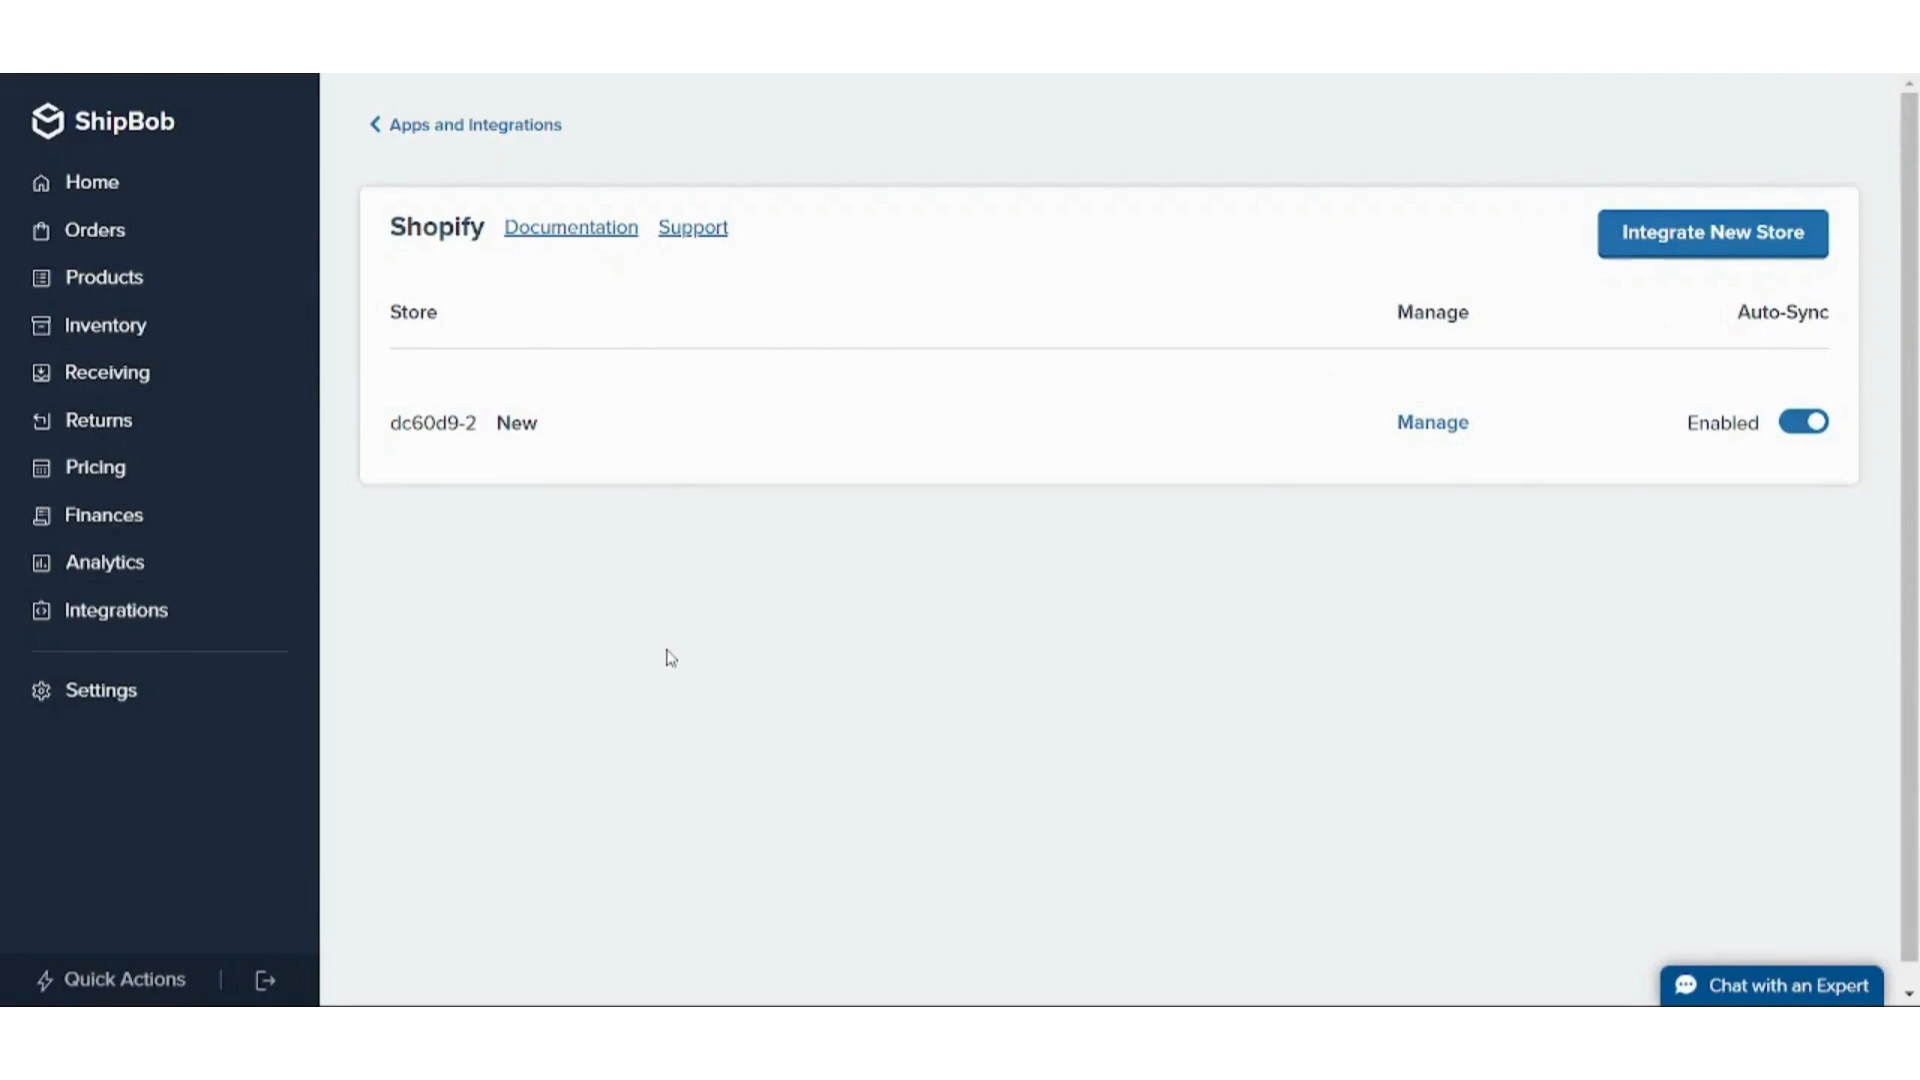 ShipBob
Home
Orders
Products
Inventory
Receiving
Returns
Pricing
Finances
Analytics
Integrations
Settings
Quick Actions
Apps and Integrations
Shopify Documentation Support
Integrate New Store
Store Manage Auto-Sync
dc60d9-2 New Manage Enabled
Chat with an Expert